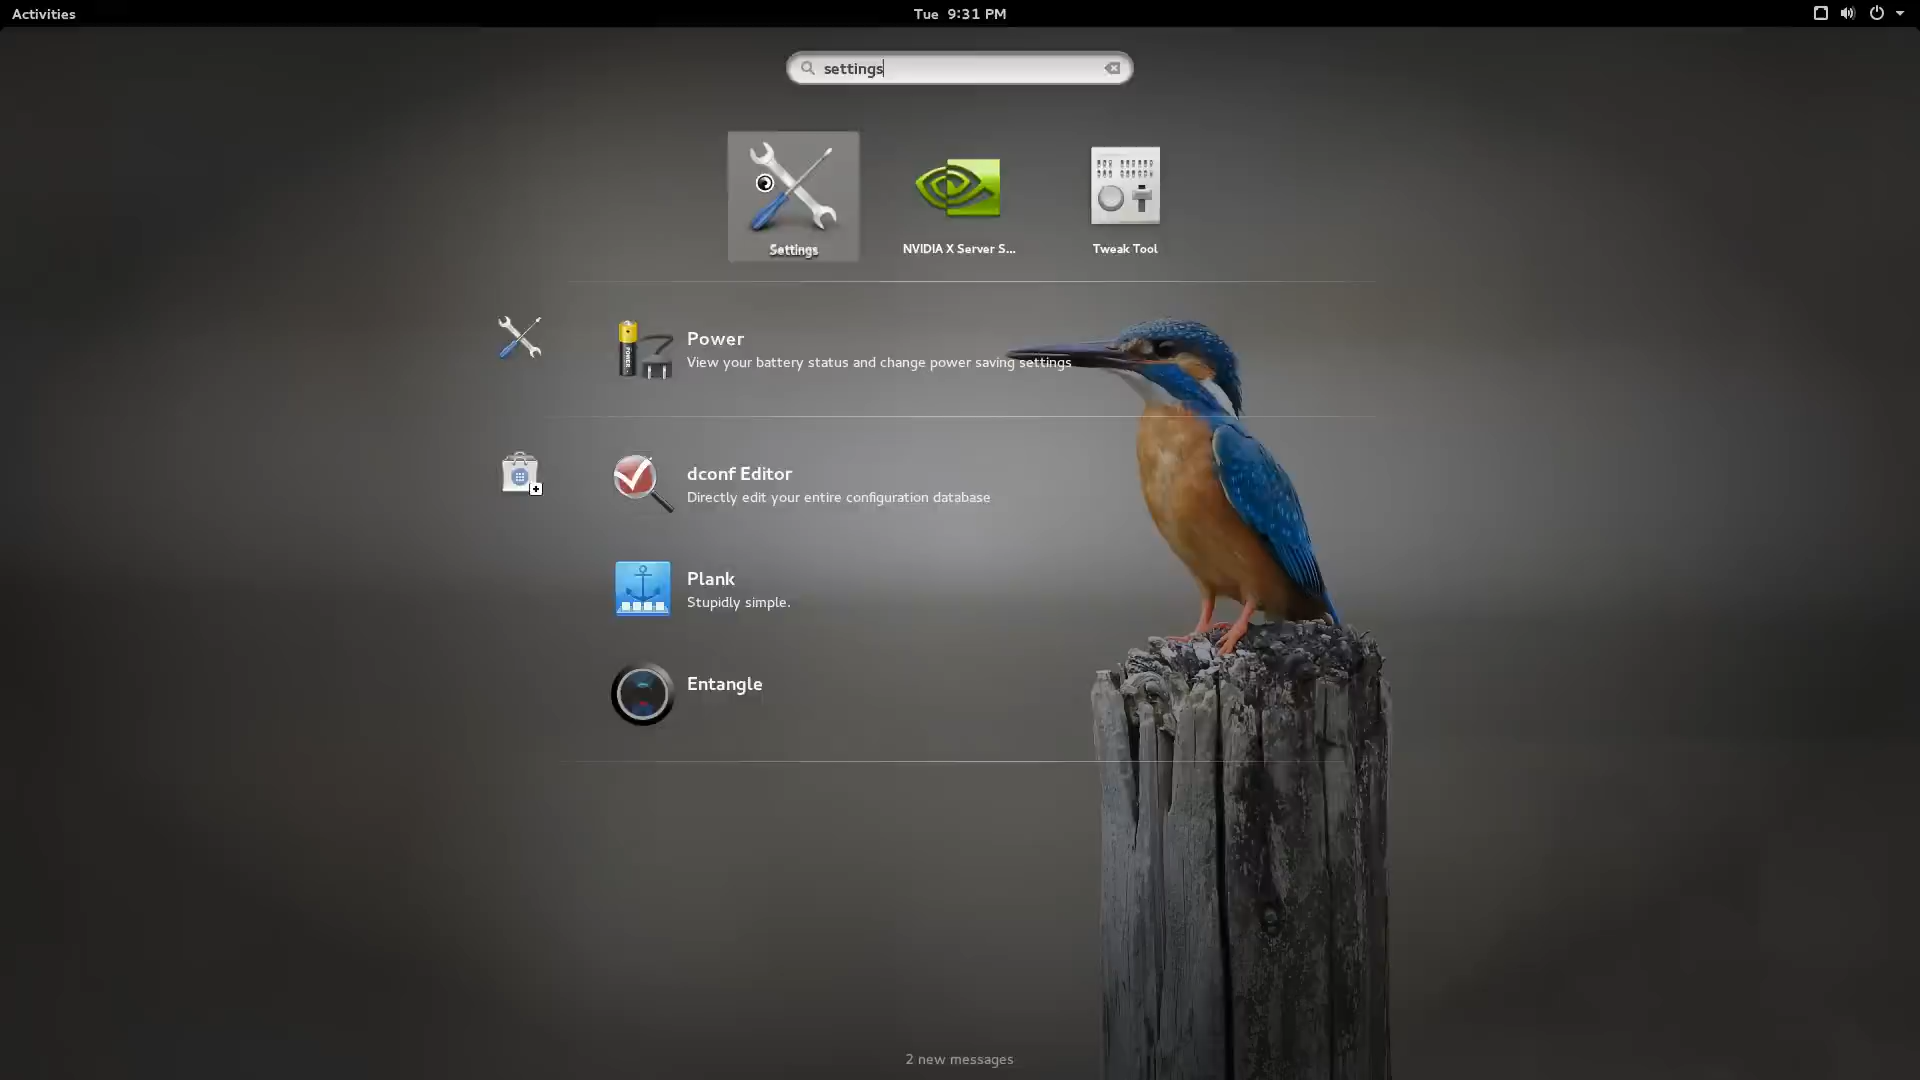 Activities
Tue 9:31 PM
settings
Settings
NVIDIA X Server S...
Tweak Tool
Power
View your battery status and change power saving settings
dconf Editor
Directly edit your entire configuration database
Plank
Stupidly simple.
Entangle
2 new messages